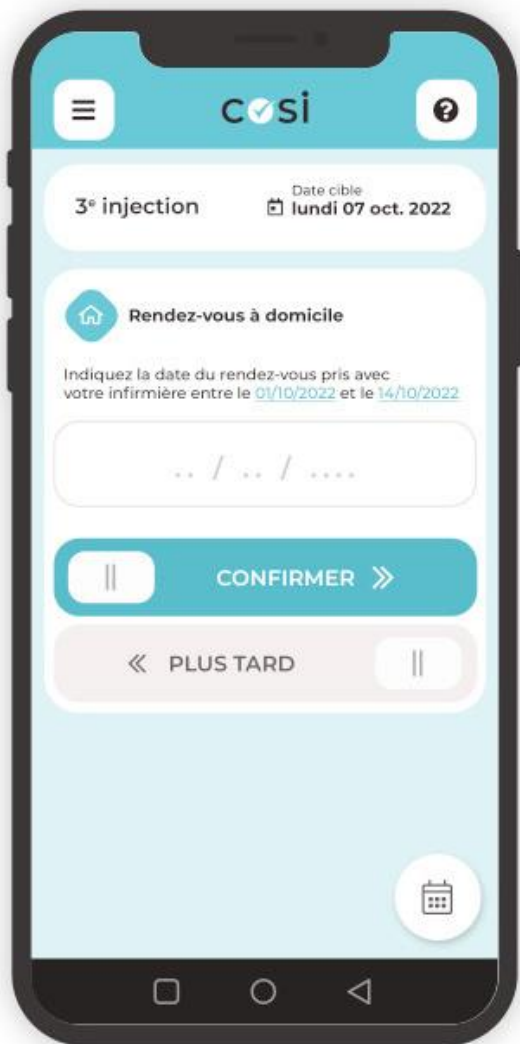 cosi
3ᵉ injection
Date cible
lundi 07 oct. 2022
Rendez-vous à domicile
Indiquez la date du rendez-vous pris avec
votre infirmière entre le 01/10/2022 et le 14/10/2022
.. / .. / ....
CONFIRMER
PLUS TARD